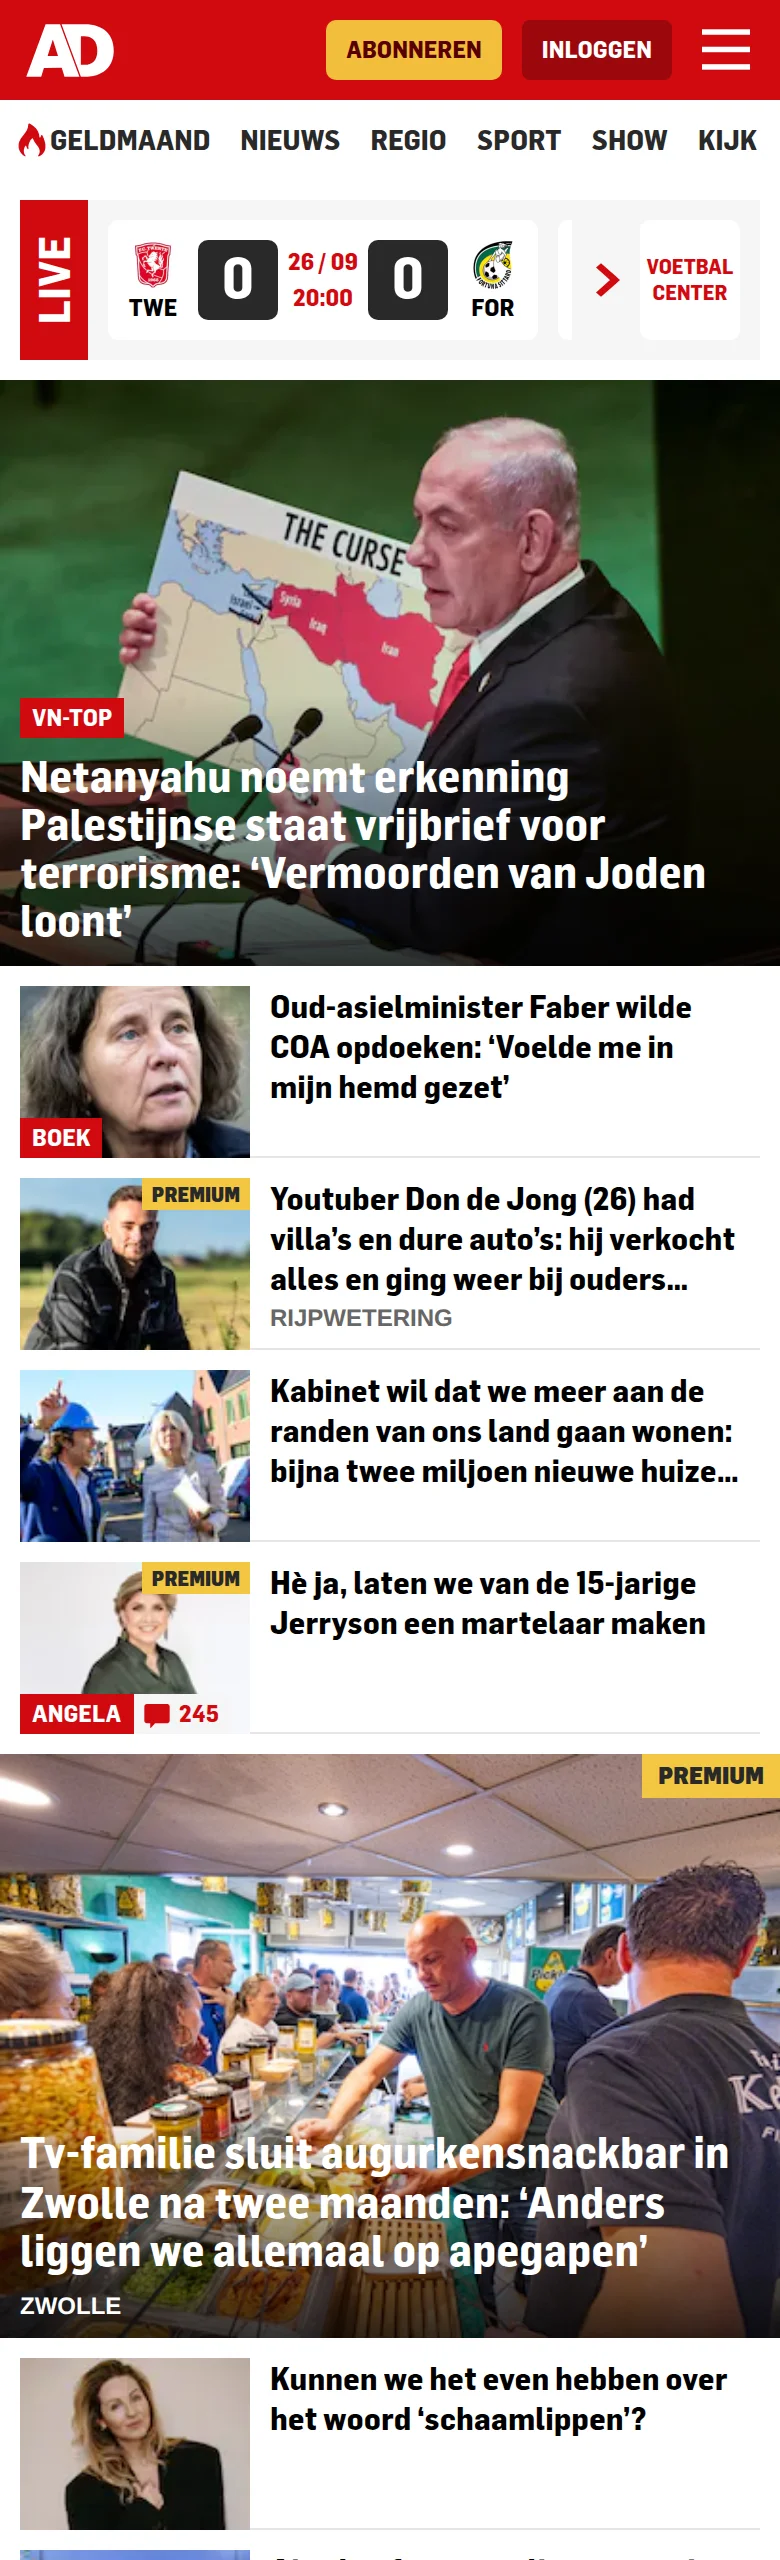 AD
ABONNEREN
INLOGGEN
GELDMAAND NIEUWS REGIO SPORT SHOW KIJK
LIVE
TWE
0
26 / 09
20:00
0
FOR
VOETBAL
CENTER
THE CURSE
Israel
Syria
Iraq
Iran
VN-TOP
Netanyahu noemt erkenning
Palestijnse staat vrijbrief voor
terrorisme: ‘Vermoorden van Joden
loont’
BOEK
Oud-asielminister Faber wilde
COA opdoeken: ‘Voelde me in
mijn hemd gezet’
PREMIUM
Youtuber Don de Jong (26) had
villa’s en dure auto’s: hij verkocht
alles en ging weer bij ouders...
RIJPWETERING
Kabinet wil dat we meer aan de
randen van ons land gaan wonen:
bijna twee miljoen nieuwe huize...
PREMIUM
ANGELA
245
Hè ja, laten we van de 15-jarige
Jerryson een martelaar maken
PREMIUM
Tv-familie sluit augurkensnackbar in
Zwolle na twee maanden: ‘Anders
liggen we allemaal op apegapen’
ZWOLLE
Kunnen we het even hebben over
het woord ‘schaamlippen’?